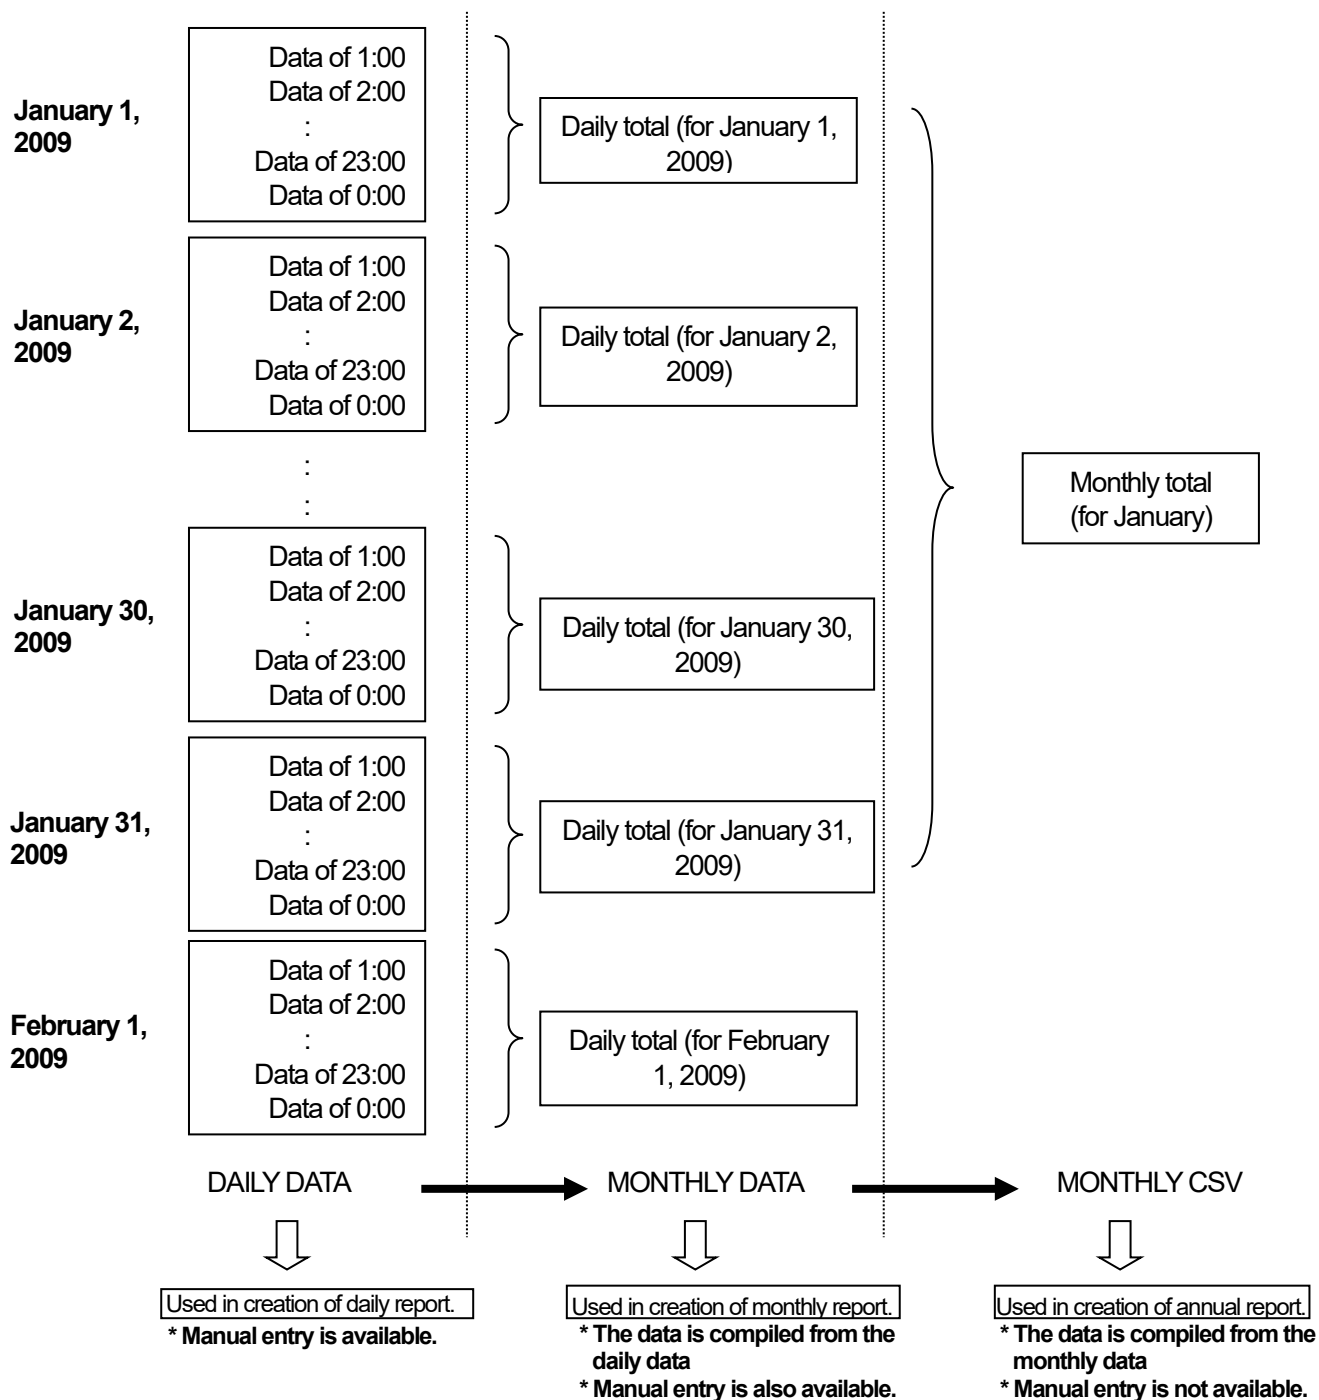 January 1,
2009
Data of 1:00
Data of 2:00
:
Data of 23:00
Data of 0:00
Daily total (for January 1,
2009)
January 2,
2009
Data of 1:00
Data of 2:00
:
Data of 23:00
Data of 0:00
Daily total (for January 2,
2009)
:
:
Monthly total
(for January)
January 30,
2009
Data of 1:00
Data of 2:00
:
Data of 23:00
Data of 0:00
Daily total (for January 30,
2009)
January 31,
2009
Data of 1:00
Data of 2:00
:
Data of 23:00
Data of 0:00
Daily total (for January 31,
2009)
February 1,
2009
Data of 1:00
Data of 2:00
:
Data of 23:00
Data of 0:00
Daily total (for February
1, 2009)
DAILY DATA
MONTHLY DATA
MONTHLY CSV
Used in creation of daily report.
* Manual entry is available.
Used in creation of monthly report.
* The data is compiled from the
daily data
* Manual entry is also available.
Used in creation of annual report.
* The data is compiled from the
monthly data
* Manual entry is not available.